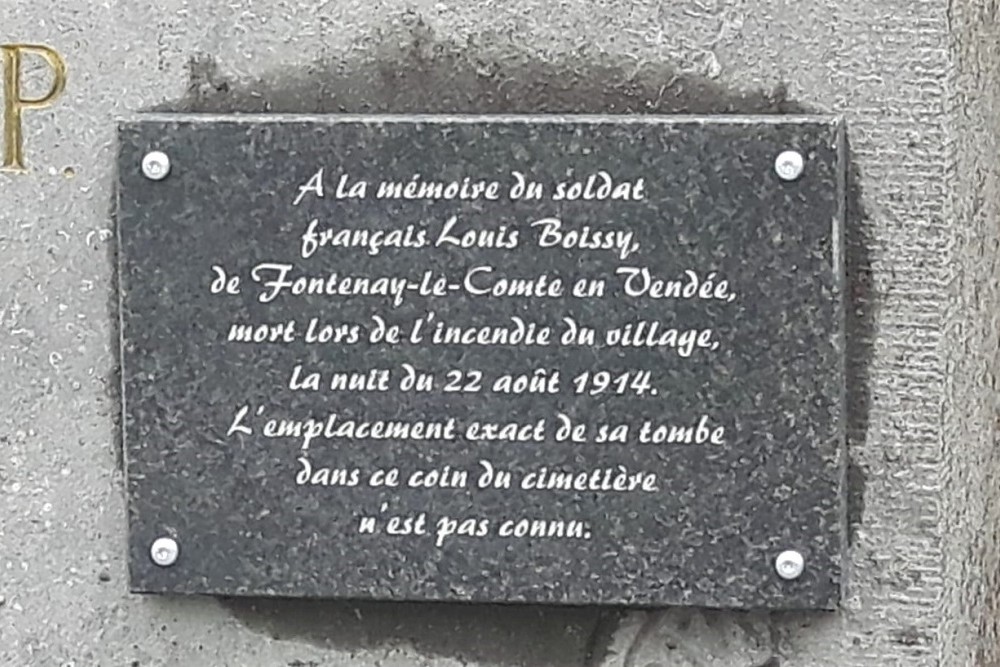 P.
A la mémoire du soldat
français Louis Boissy,
de Fontenay-le-Comte en Vendée,
mort lors de l'incendie du village,
la nuit du 22 août 1914.
L'emplacement exact de sa tombe
dans ce coin du cimetière
n'est pas connu.